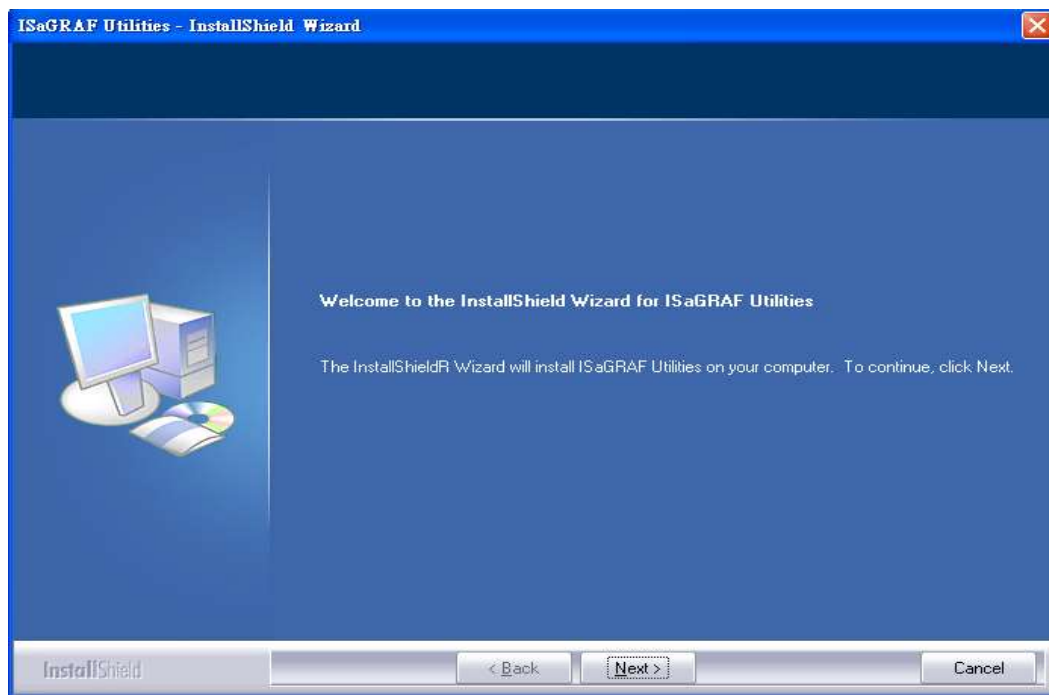 ISaGRAF Utilities - InstallShield Wizard
Welcome to the InstallShield Wizard for ISaGRAF Utilities
The InstallShieldR Wizard will install ISaGRAF Utilities on your computer. To continue, click Next.
InstallShield
< Back
Next >
Cancel